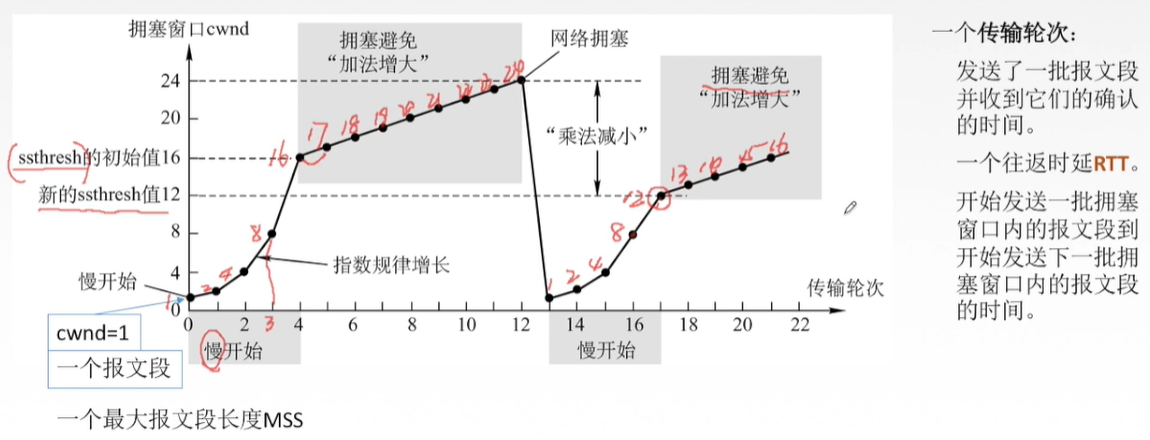 拥塞窗口cwnd
拥塞避免
“加法增大”
网络拥塞
24
20
ssthresh的初始值16
新的ssthresh值12
8
4
0
慢开始
指数规律增长
“乘法减小”
拥塞避免
“加法增大”
传输轮次
0 2 4 6 8 10 12 14 16 18 20 22
慢开始
慢开始
cwnd=1
一个报文段
一个最大报文段长度MSS
1 2 4 8 16 17 18 19 20 21 22 23 24
3
1 2 4 8 12 13 15 16
一个传输轮次：
发送了一批报文段
并收到它们的确认
的时间。
一个往返时延RTT。
开始发送一批拥塞
窗口内的报文段到
开始发送下一批拥
塞窗口内的报文段
的时间。